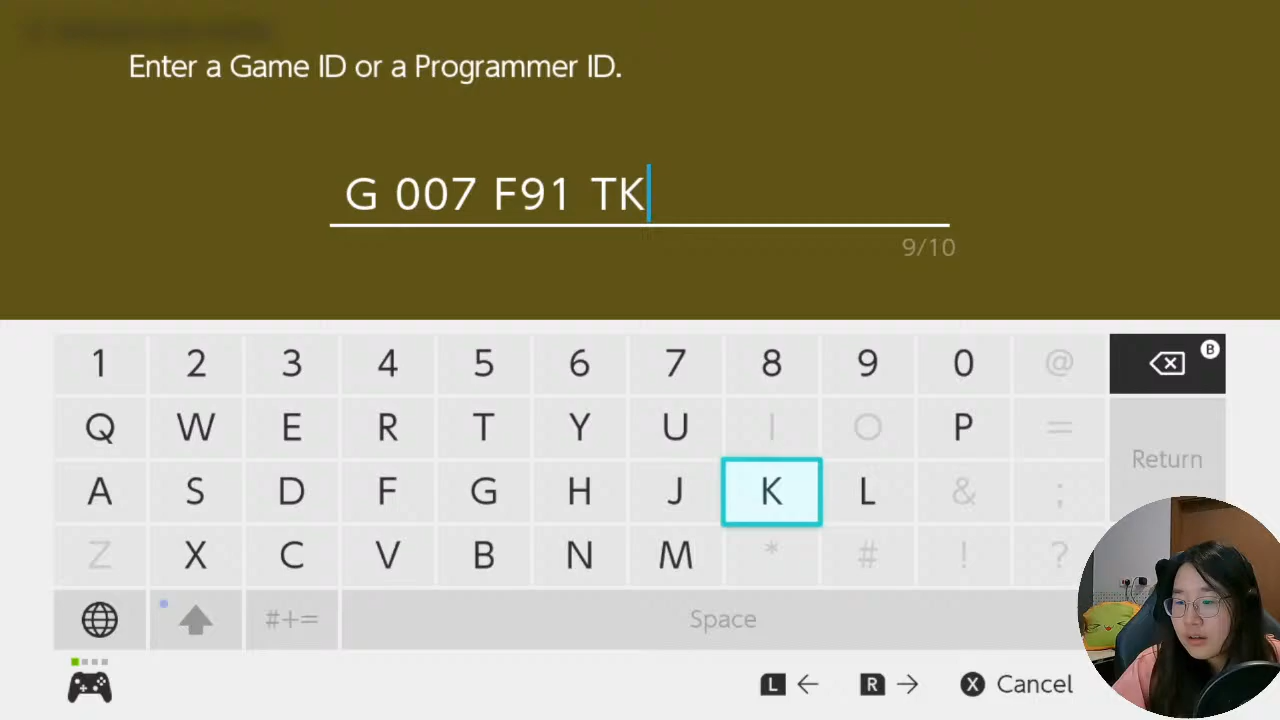 Enter a Game ID or a Programmer ID.
G 007 F91 TK
9/10
1 2 3 4 5 6 7 8 9 0 @ B
Q W E R T Y U I O P =
Return
A S D F G H J K L & ;
Z X C V B N M * # ! ?
#+= Space
L ← R → X Cancel